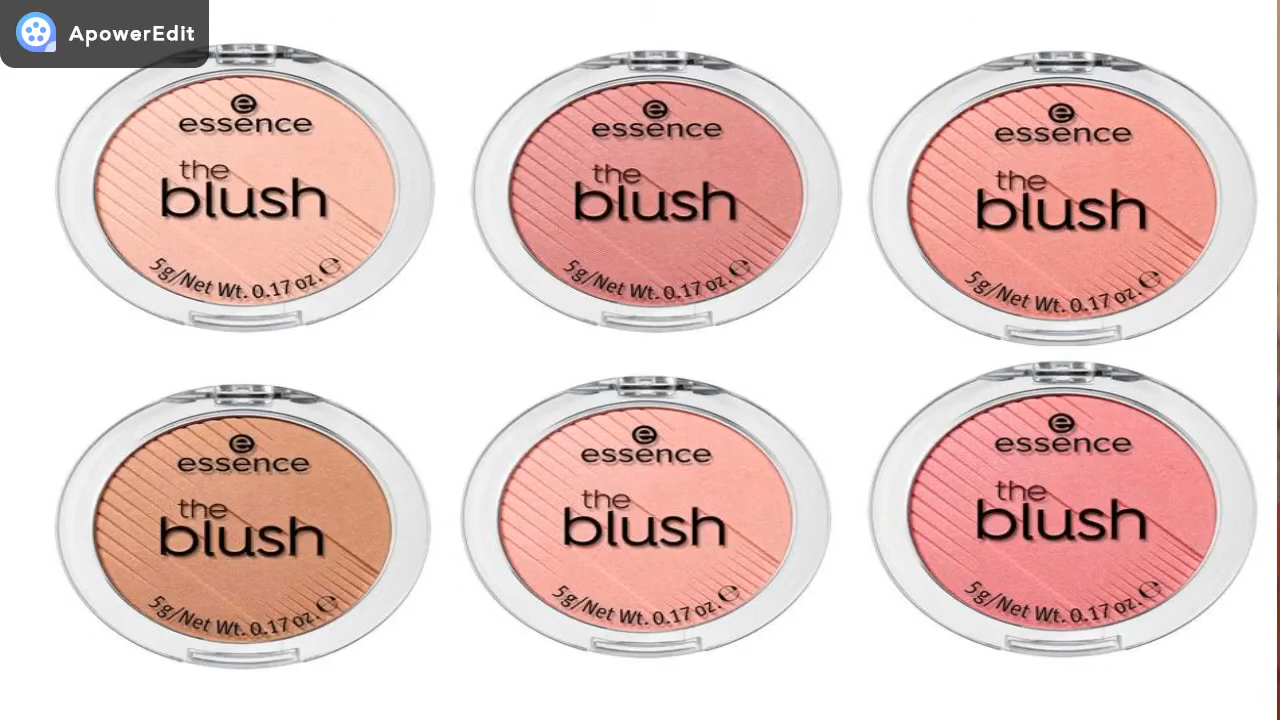 ApowerEdit
e
essence
the
blush
5g/Net Wt. 0.17 oz. ℮
e
essence
the
blush
5g/Net Wt. 0.17 oz. ℮
e
essence
the
blush
5g/Net Wt. 0.17 oz. ℮
e
essence
the
blush
5g/Net Wt. 0.17 oz. ℮
e
essence
the
blush
5g/Net Wt. 0.17 oz. ℮
e
essence
the
blush
5g/Net Wt. 0.17 oz. ℮